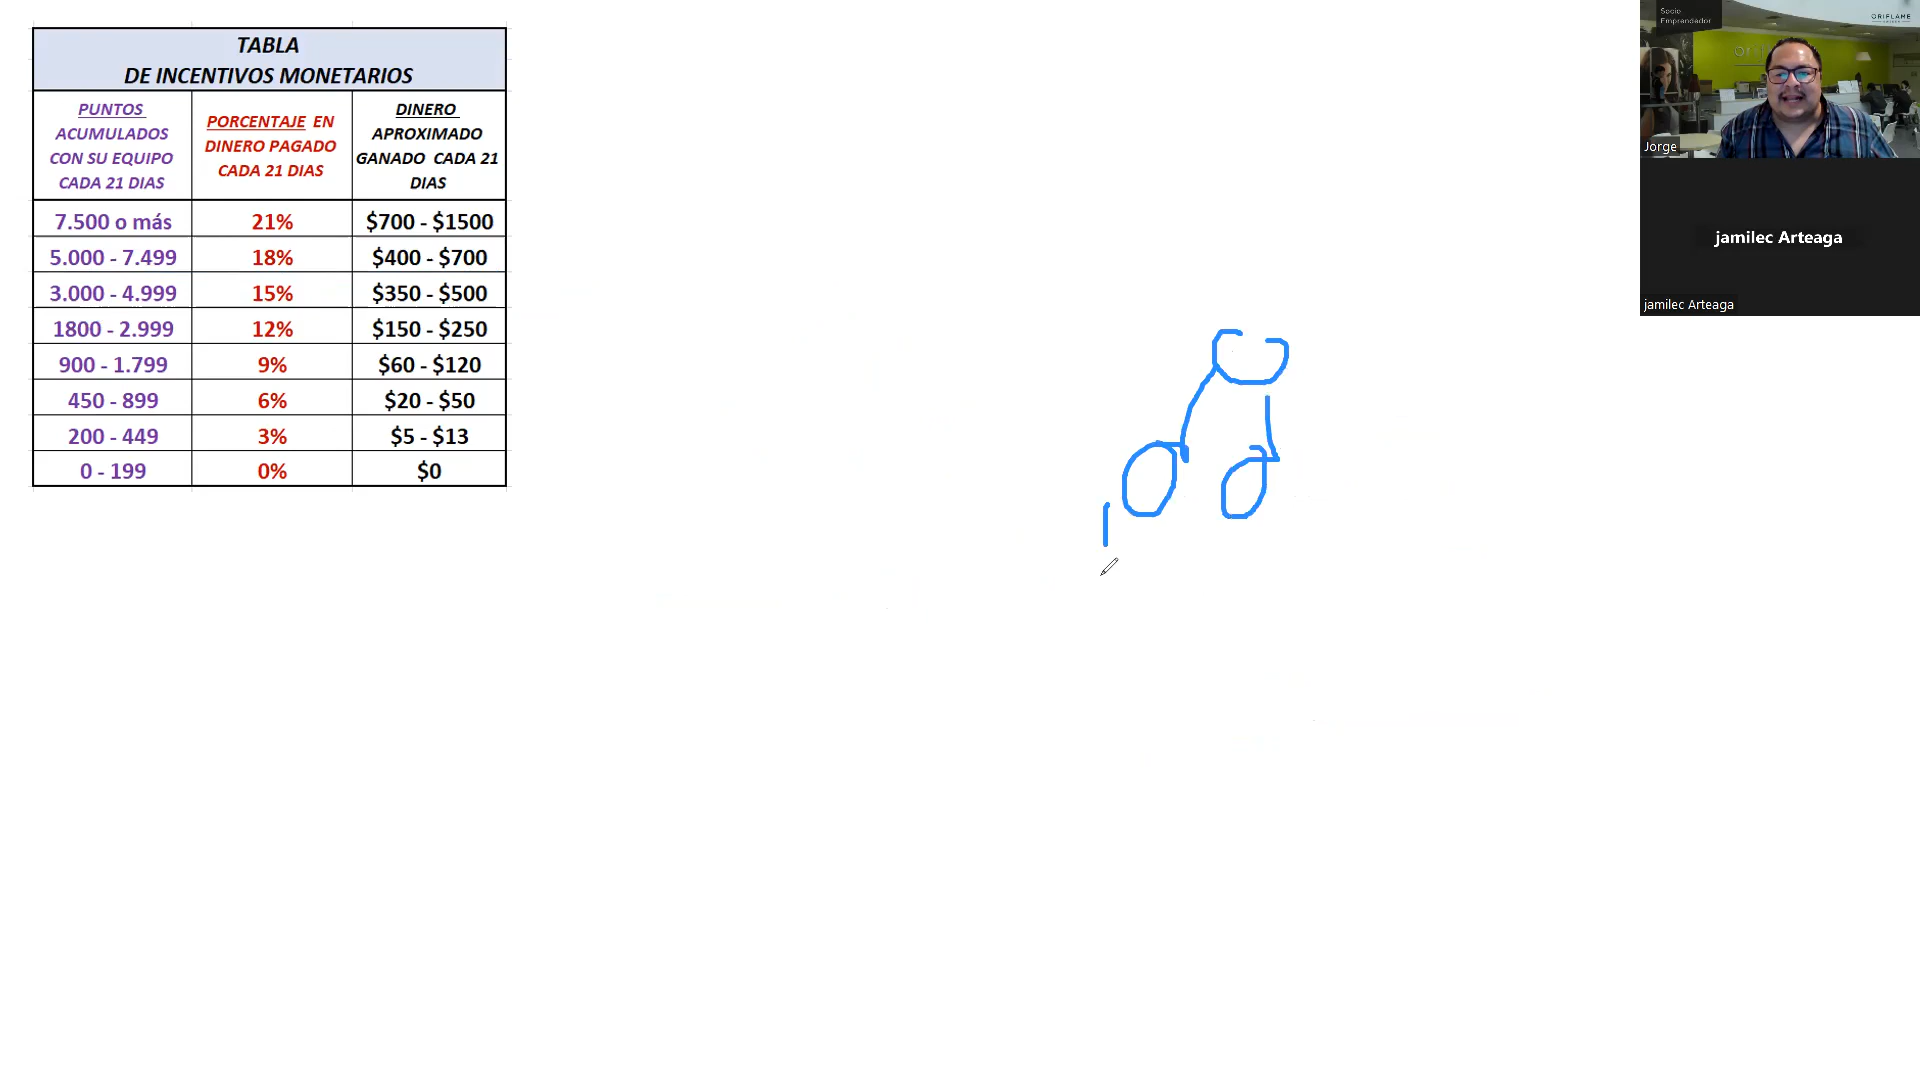 TABLA
DE INCENTIVOS MONETARIOS
PUNTOS
ACUMULADOS
CON SU EQUIPO
CADA 21 DIAS
PORCENTAJE EN
DINERO PAGADO
CADA 21 DIAS
DINERO
APROXIMADO
GANADO CADA 21
DIAS
7.500 o más 21% $700 - $1500
5.000 - 7.499 18% $400 - $700
3.000 - 4.999 15% $350 - $500
1800 - 2.999 12% $150 - $250
900 - 1.799 9% $60 - $120
450 - 899 6% $20 - $50
200 - 449 3% $5 - $13
0 - 199 0% $0
Socio
Emprendedor
ORIFLAME
Jorge
jamilec Arteaga
jamilec Arteaga